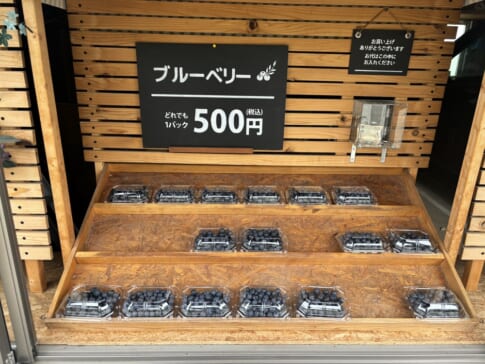 ブルーベリー
どれでも
1パック 500円 (税込)
お買い上げ
ありがとうございます
お代はこの中に
お入れください